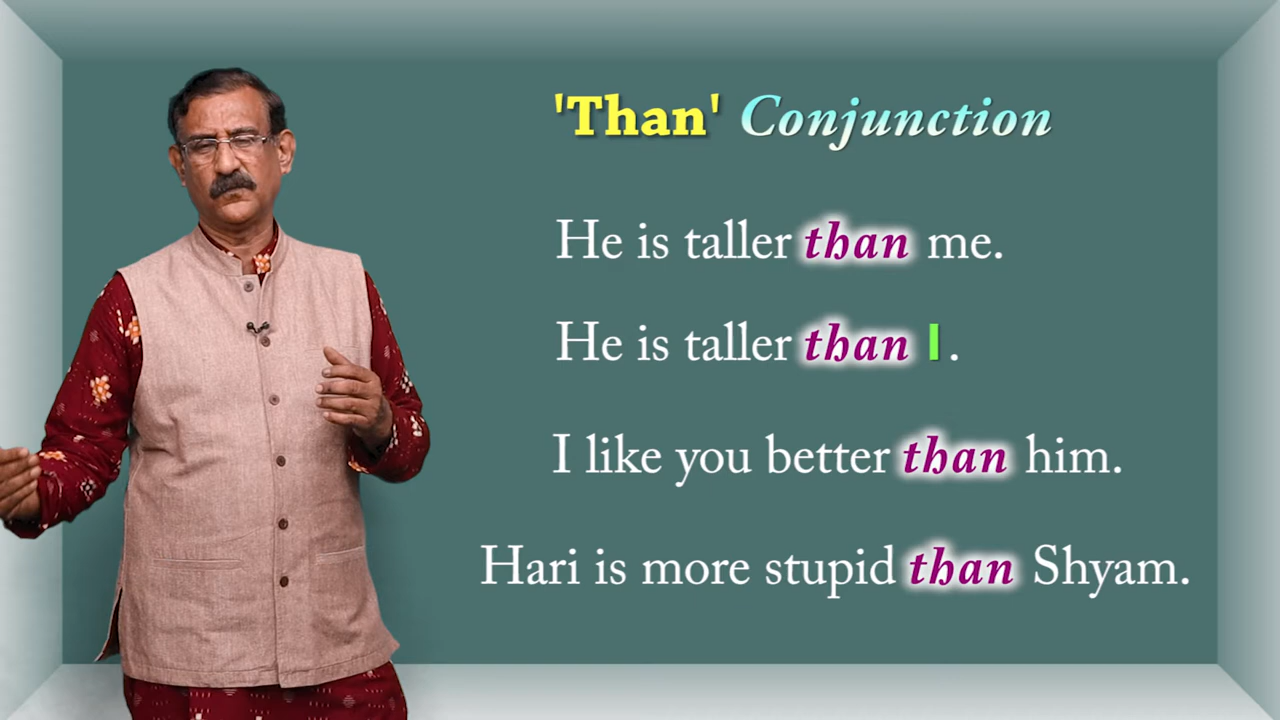 'Than' Conjunction
He is taller than me.
He is taller than I.
I like you better than him.
Hari is more stupid than Shyam.